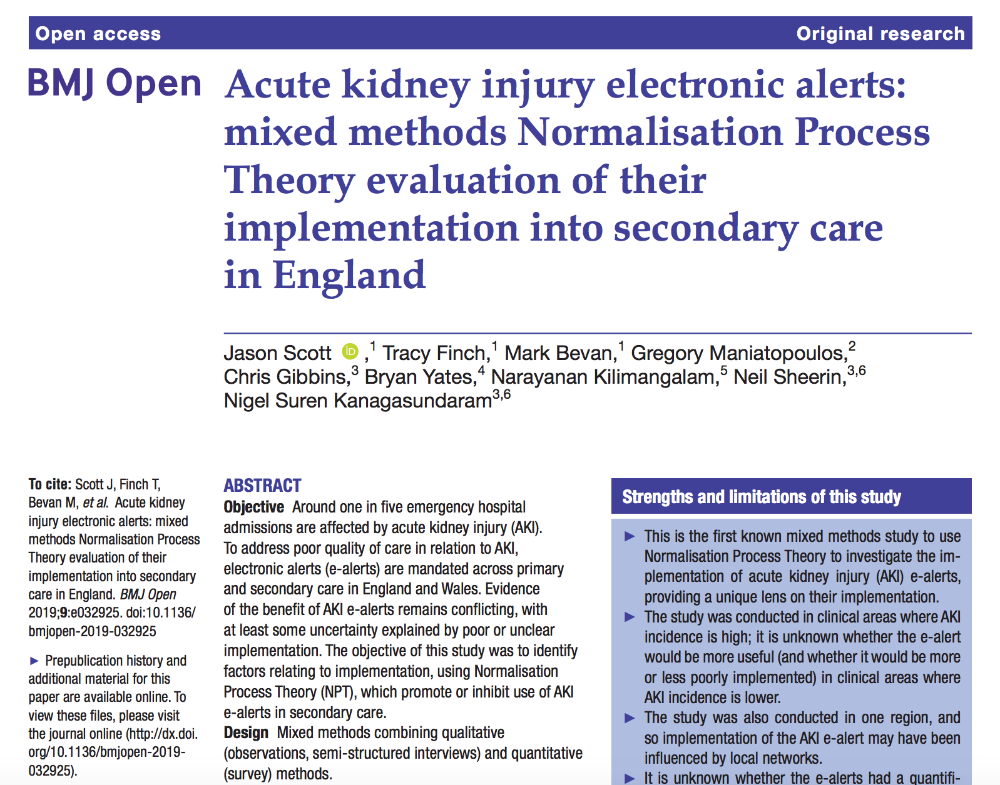 Open access
Original research
BMJ Open
Acute kidney injury electronic alerts:
mixed methods Normalisation Process
Theory evaluation of their
implementation into secondary care
in England
Jason Scott iD ,1 Tracy Finch,1 Mark Bevan,1 Gregory Maniatopoulos,2
Chris Gibbins,3 Bryan Yates,4 Narayanan Kilimangalam,5 Neil Sheerin,3,6
Nigel Suren Kanagasundaram3,6
To cite: Scott J, Finch T,
Bevan M, et al. Acute kidney
injury electronic alerts: mixed
methods Normalisation Process
Theory evaluation of their
implementation into secondary
care in England. BMJ Open
2019;9:e032925. doi:10.1136/
bmjopen-2019-032925
► Prepublication history and
additional material for this
paper are available online. To
view these files, please visit
the journal online (http://dx.doi.
org/10.1136/bmjopen-2019-
032925).
ABSTRACT
Objective Around one in five emergency hospital
admissions are affected by acute kidney injury (AKI).
To address poor quality of care in relation to AKI,
electronic alerts (e-alerts) are mandated across primary
and secondary care in England and Wales. Evidence
of the benefit of AKI e-alerts remains conflicting, with
at least some uncertainty explained by poor or unclear
implementation. The objective of this study was to identify
factors relating to implementation, using Normalisation
Process Theory (NPT), which promote or inhibit use of AKI
e-alerts in secondary care.
Design Mixed methods combining qualitative
(observations, semi-structured interviews) and quantitative
(survey) methods.
Strengths and limitations of this study
► This is the first known mixed methods study to use
Normalisation Process Theory to investigate the im-
plementation of acute kidney injury (AKI) e-alerts,
providing a unique lens on their implementation.
► The study was conducted in clinical areas where AKI
incidence is high; it is unknown whether the e-alert
would be more useful (and whether it would be more
or less poorly implemented) in clinical areas where
AKI incidence is lower.
► The study was also conducted in one region, and
so implementation of the AKI e-alert may have been
influenced by local networks.
► It is unknown whether the e-alerts had a quantifi-